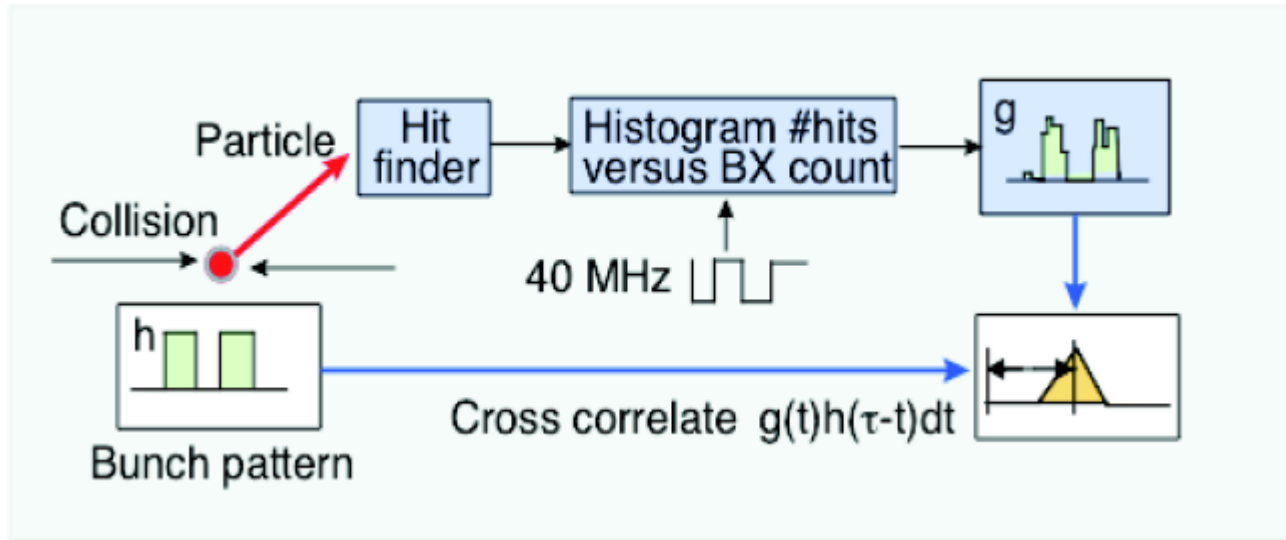 Particle
Hit
finder
Histogram #hits
versus BX count
g
Collision
40 MHz
h
Cross correlate g(t)h(τ-t)dt
Bunch pattern